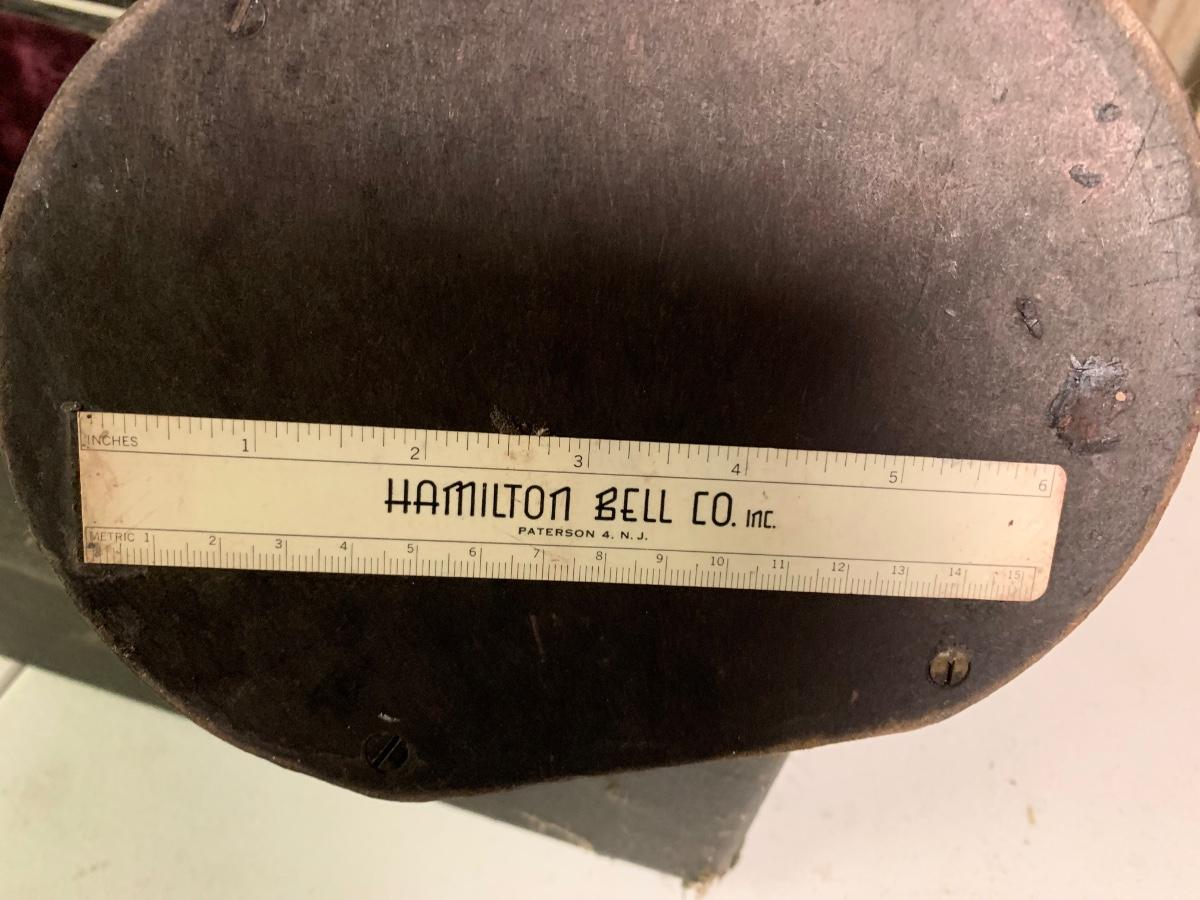 INCHES 1 2 3 4 5 6
HAMILTON BELL CO. INC.
PATERSON 4, N. J.
METRIC 1 2 3 4 5 6 7 8 9 10 11 12 13 14 15